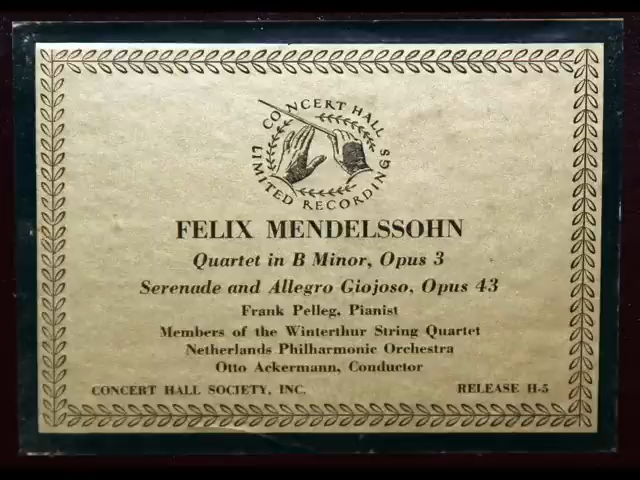 CONCERT HALL
LIMITED RECORDINGS
FELIX MENDELSSOHN
Quartet in B Minor, Opus 3
Serenade and Allegro Giojoso, Opus 43
Frank Pelleg, Pianist
Members of the Winterthur String Quartet
Netherlands Philharmonic Orchestra
Otto Ackermann, Conductor
CONCERT HALL SOCIETY, INC. RELEASE H-5